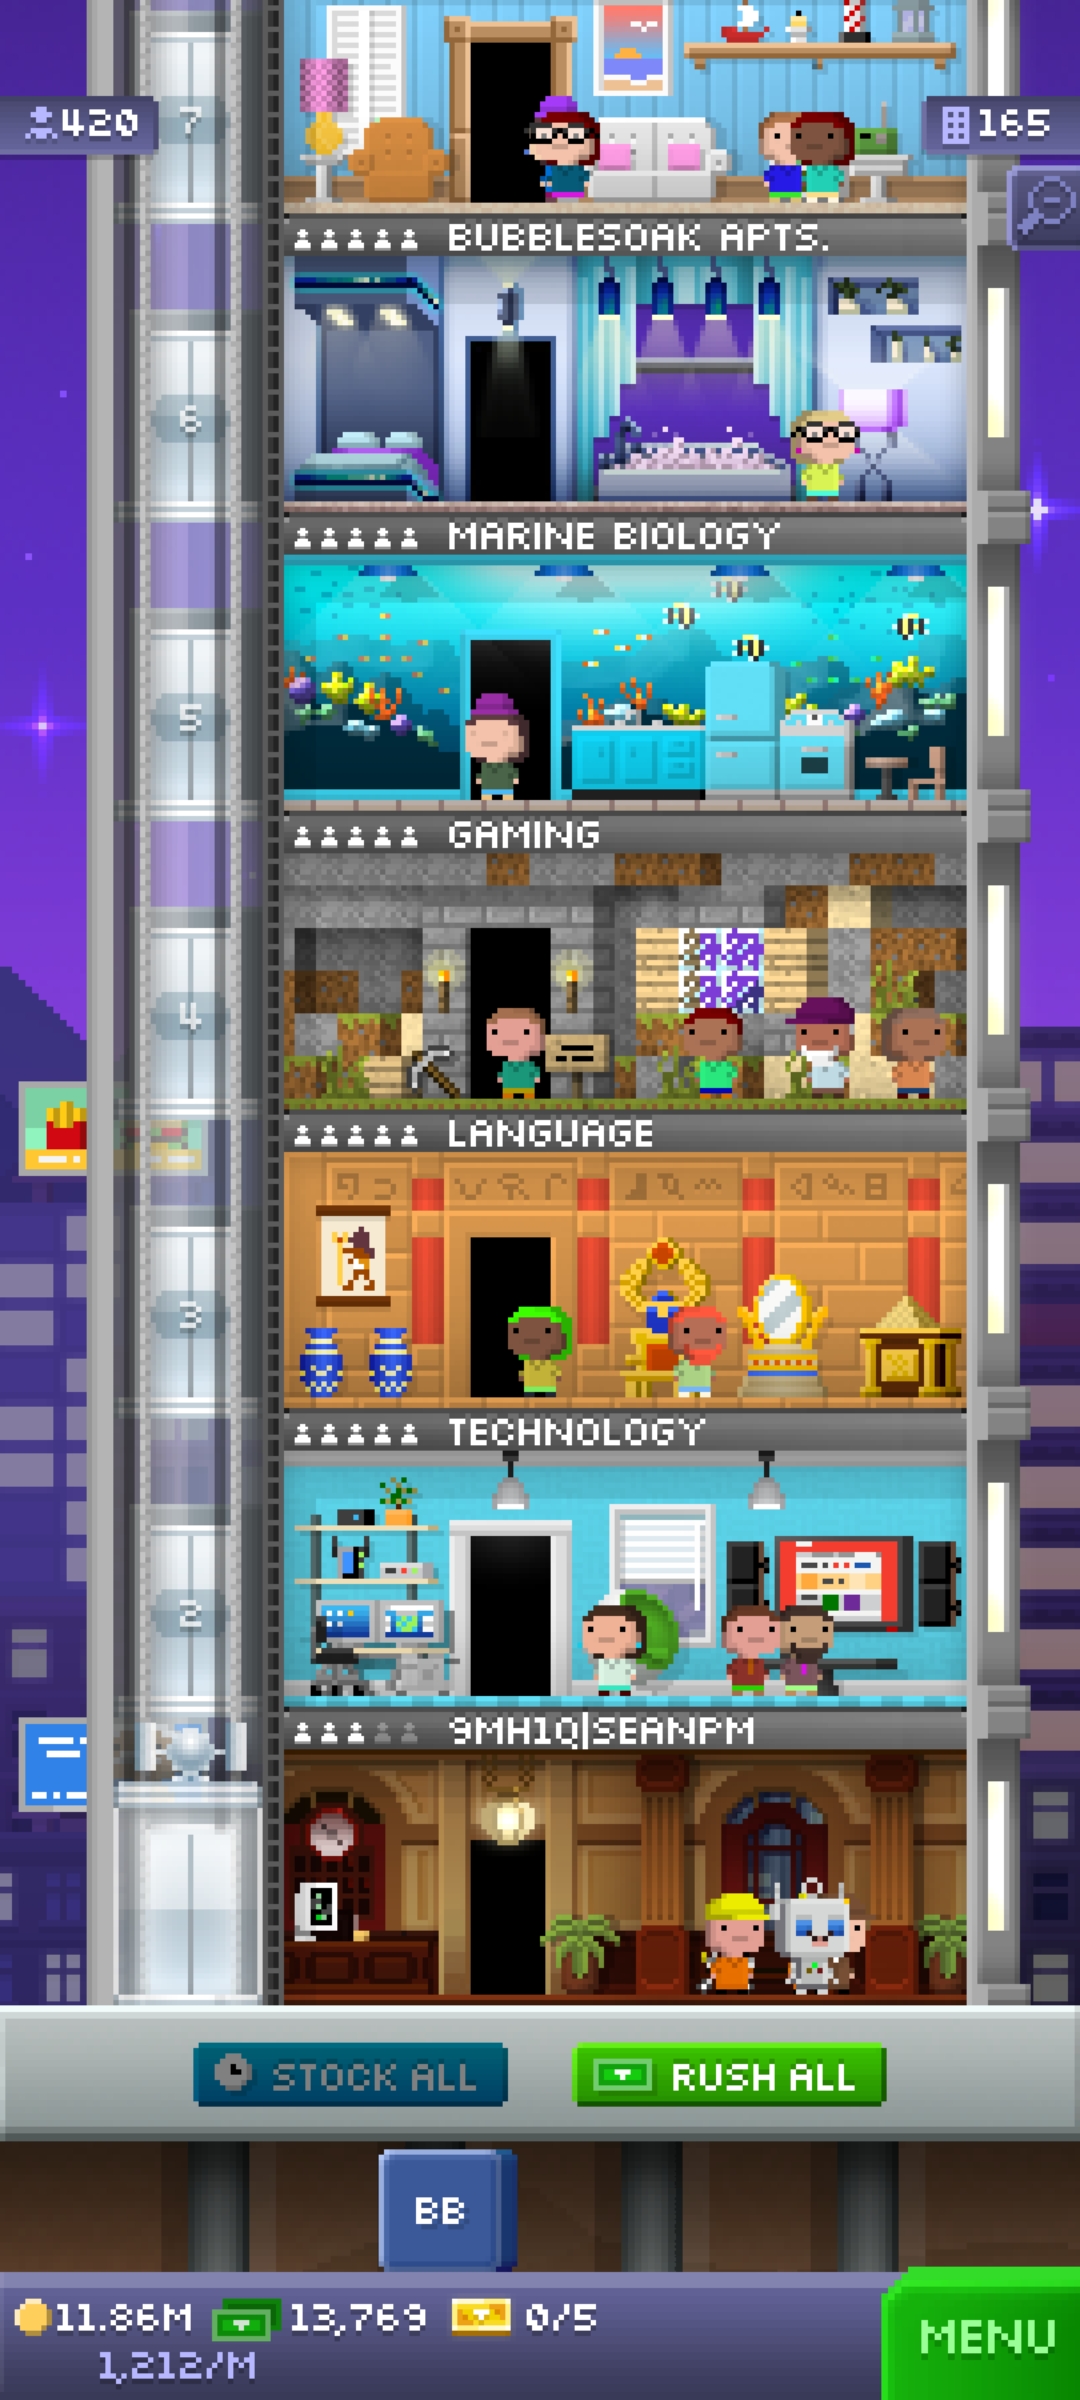 420
7
165
BUBBLESOAK APTS.
6
MARINE BIOLOGY
5
GAMING
4
LANGUAGE
3
TECHNOLOGY
2
9MH1Q|SEANPM
STOCK ALL
RUSH ALL
BB
11.86M 13,769 0/5
1,212/M
MENU